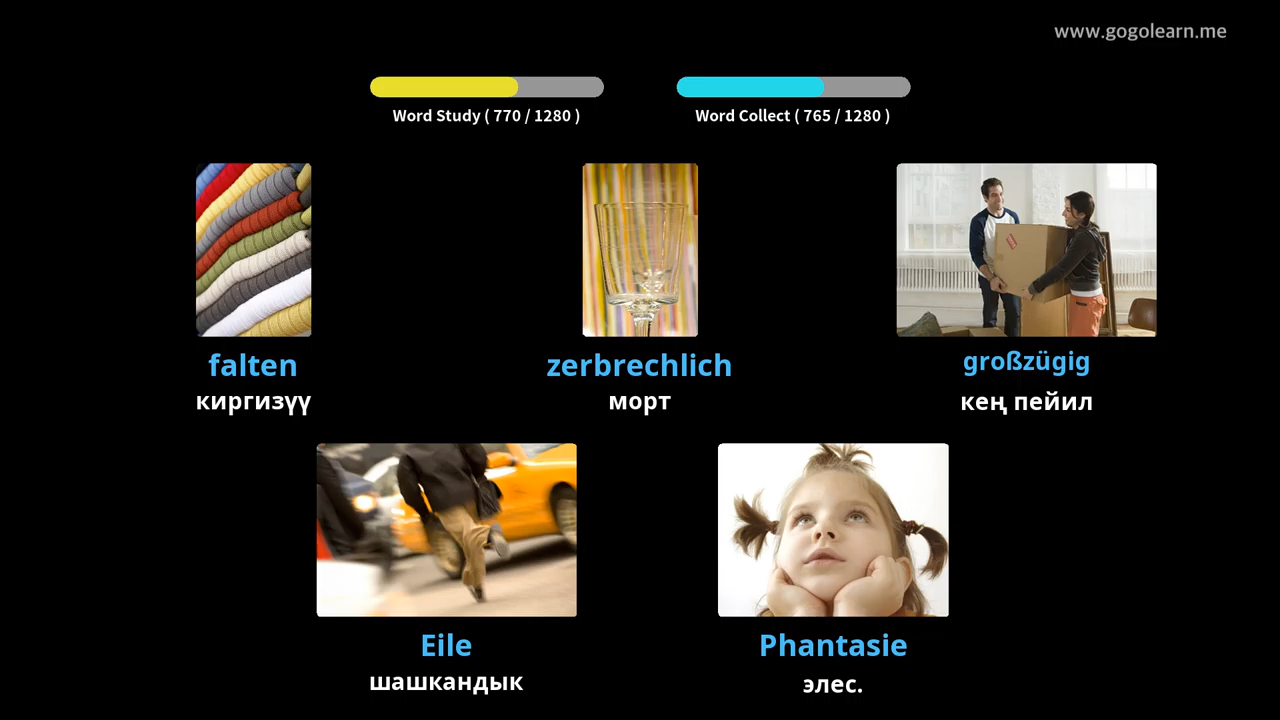 www.gogolearn.me
Word Study ( 770 / 1280 )
Word Collect ( 765 / 1280 )
falten
киргизүү
zerbrechlich
морт
großzügig
кең пейил
Eile
шашкандык
Phantasie
элес.